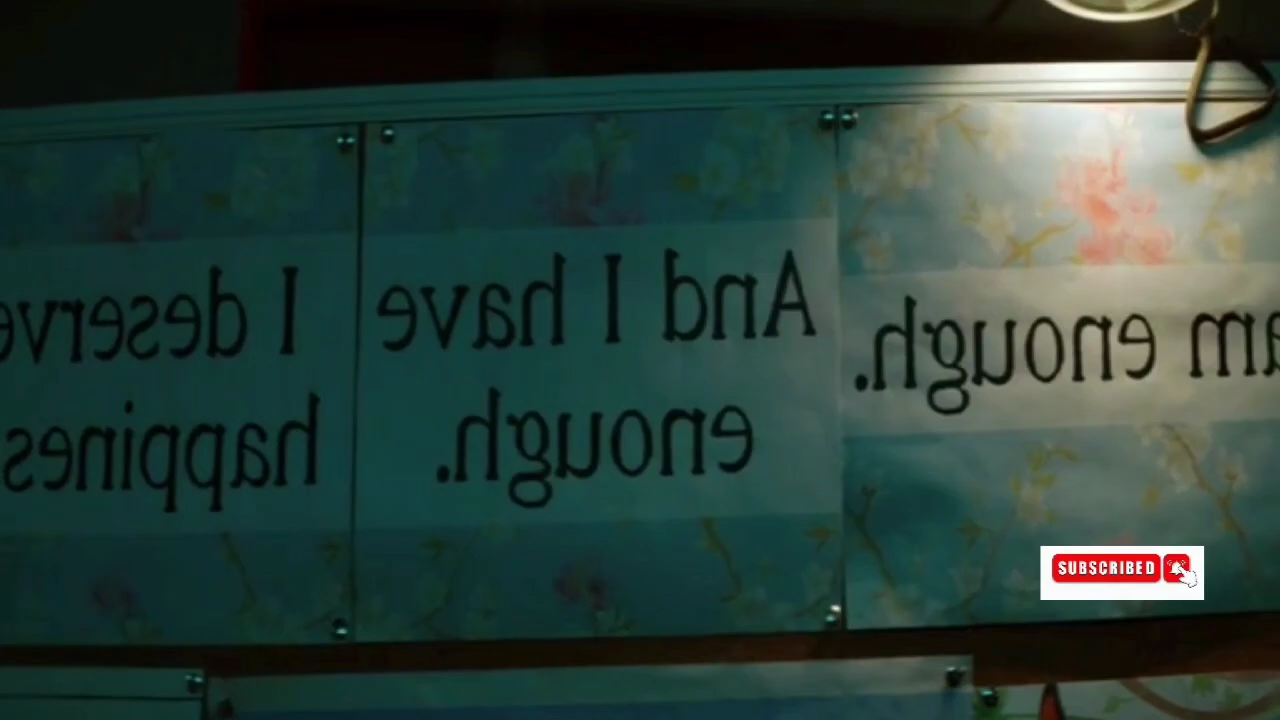 am enough.
And I have
enough.
I deserve
happines
SUBSCRIBED